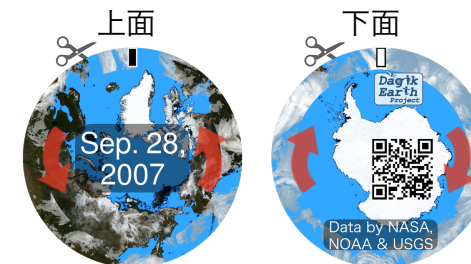 上面
下面
Sep. 28,
2007
Dagik
Earth
Project
Data by NASA,
NOAA & USGS